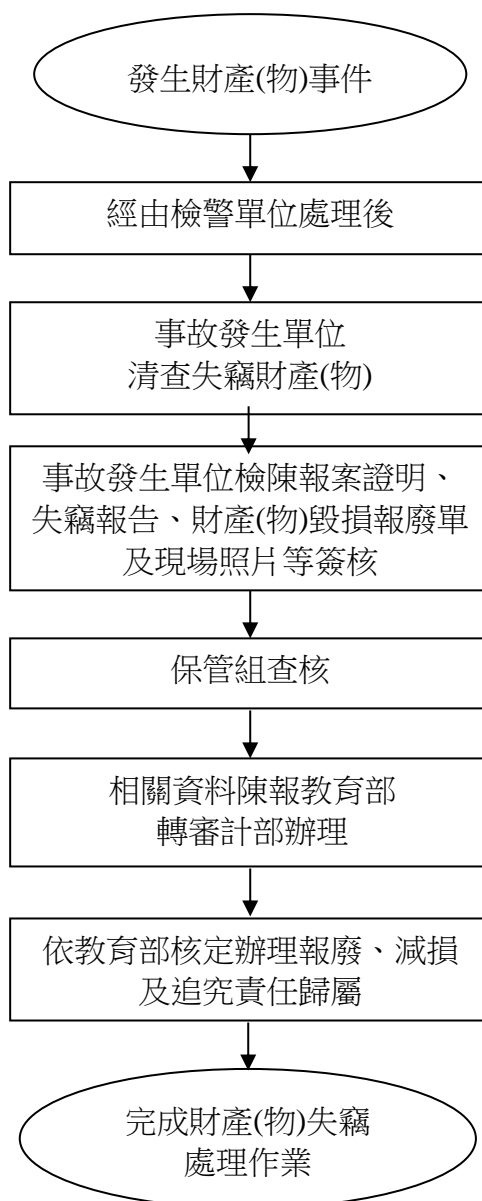 發生財產(物)事件
經由檢警單位處理後
事故發生單位
清查失竊財產(物)
事故發生單位檢陳報案證明、
失竊報告、財產(物)毀損報廢單
及現場照片等簽核
保管組查核
相關資料陳報教育部
轉審計部辦理
依教育部核定辦理報廢、減損
及追究責任歸屬
完成財產(物)失竊
處理作業